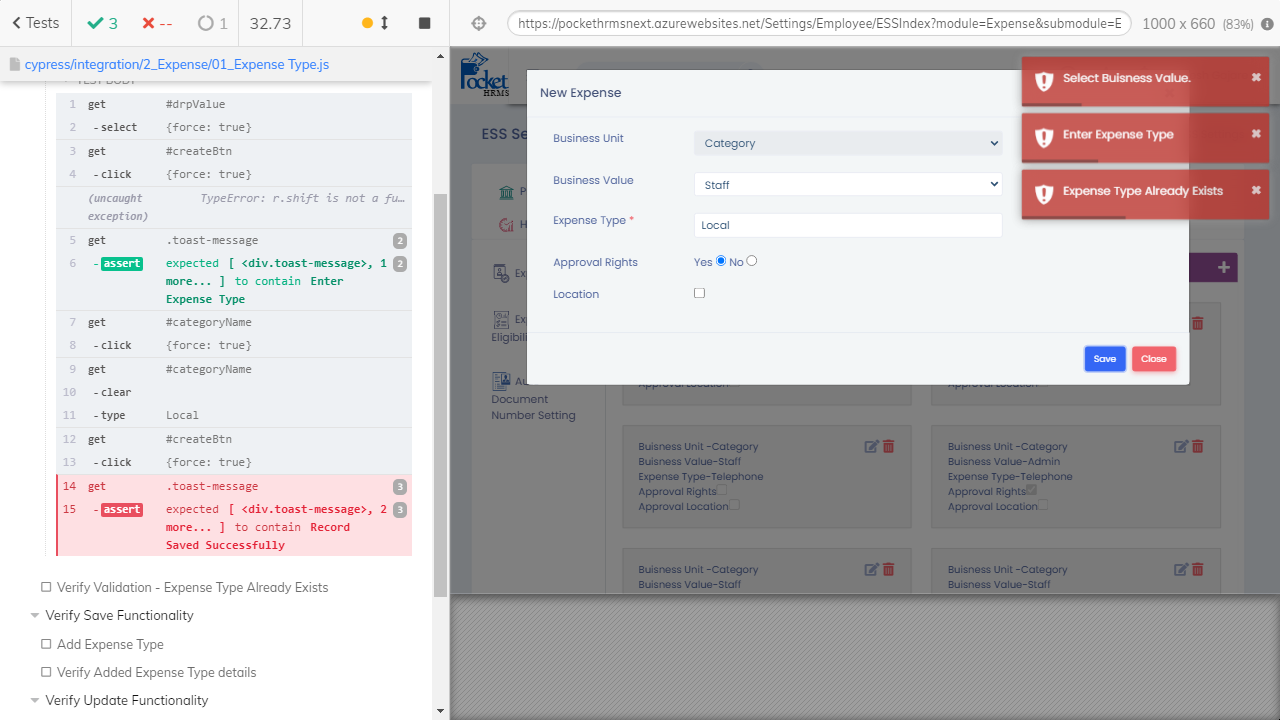 Tests
3
--
1
32.73
https://pockethrmsnext.azurewebsites.net/Settings/Employee/ESSIndex?module=Expense&submodule=E
1000 x 660 (83%)
cypress/integration/2_Expense/01_Expense Type.js
TEST BODY
1 get #drpValue
2 - select {force: true}
3 get #createBtn
4 - click {force: true}
(uncaught exception) TypeError: r.shift is not a fu…
5 get .toast-message 2
6 - assert expected [ <div.toast-message>, 1 2
more... ] to contain Enter
Expense Type
7 get #categoryName
8 - click {force: true}
9 get #categoryName
10 - clear
11 - type Local
12 get #createBtn
13 - click {force: true}
14 get .toast-message 3
15 - assert expected [ <div.toast-message>, 2 3
more... ] to contain Record
Saved Successfully
Verify Validation - Expense Type Already Exists
Verify Save Functionality
Add Expense Type
Verify Added Expense Type details
Verify Update Functionality
Pocket
HRMS
ESS Se
New Expense
Business Unit
Category
Business Value
Staff
Expense Type *
Local
Approval Rights
Yes No
Location
Save
Close
Select Buisness Value.
Enter Expense Type
Expense Type Already Exists
P
H
Ex
Ex
Eligibili
Au
Document
Number Setting
Approval Location
Approval Location
Buisness Unit -Category
Business Value-Staff
Expense Type-Telephone
Approval Rights
Approval Location
Buisness Unit -Category
Business Value-Admin
Expense Type-Telephone
Approval Rights
Approval Location
Buisness Unit -Category
Business Value-Staff
Buisness Unit -Category
Business Value-Staff